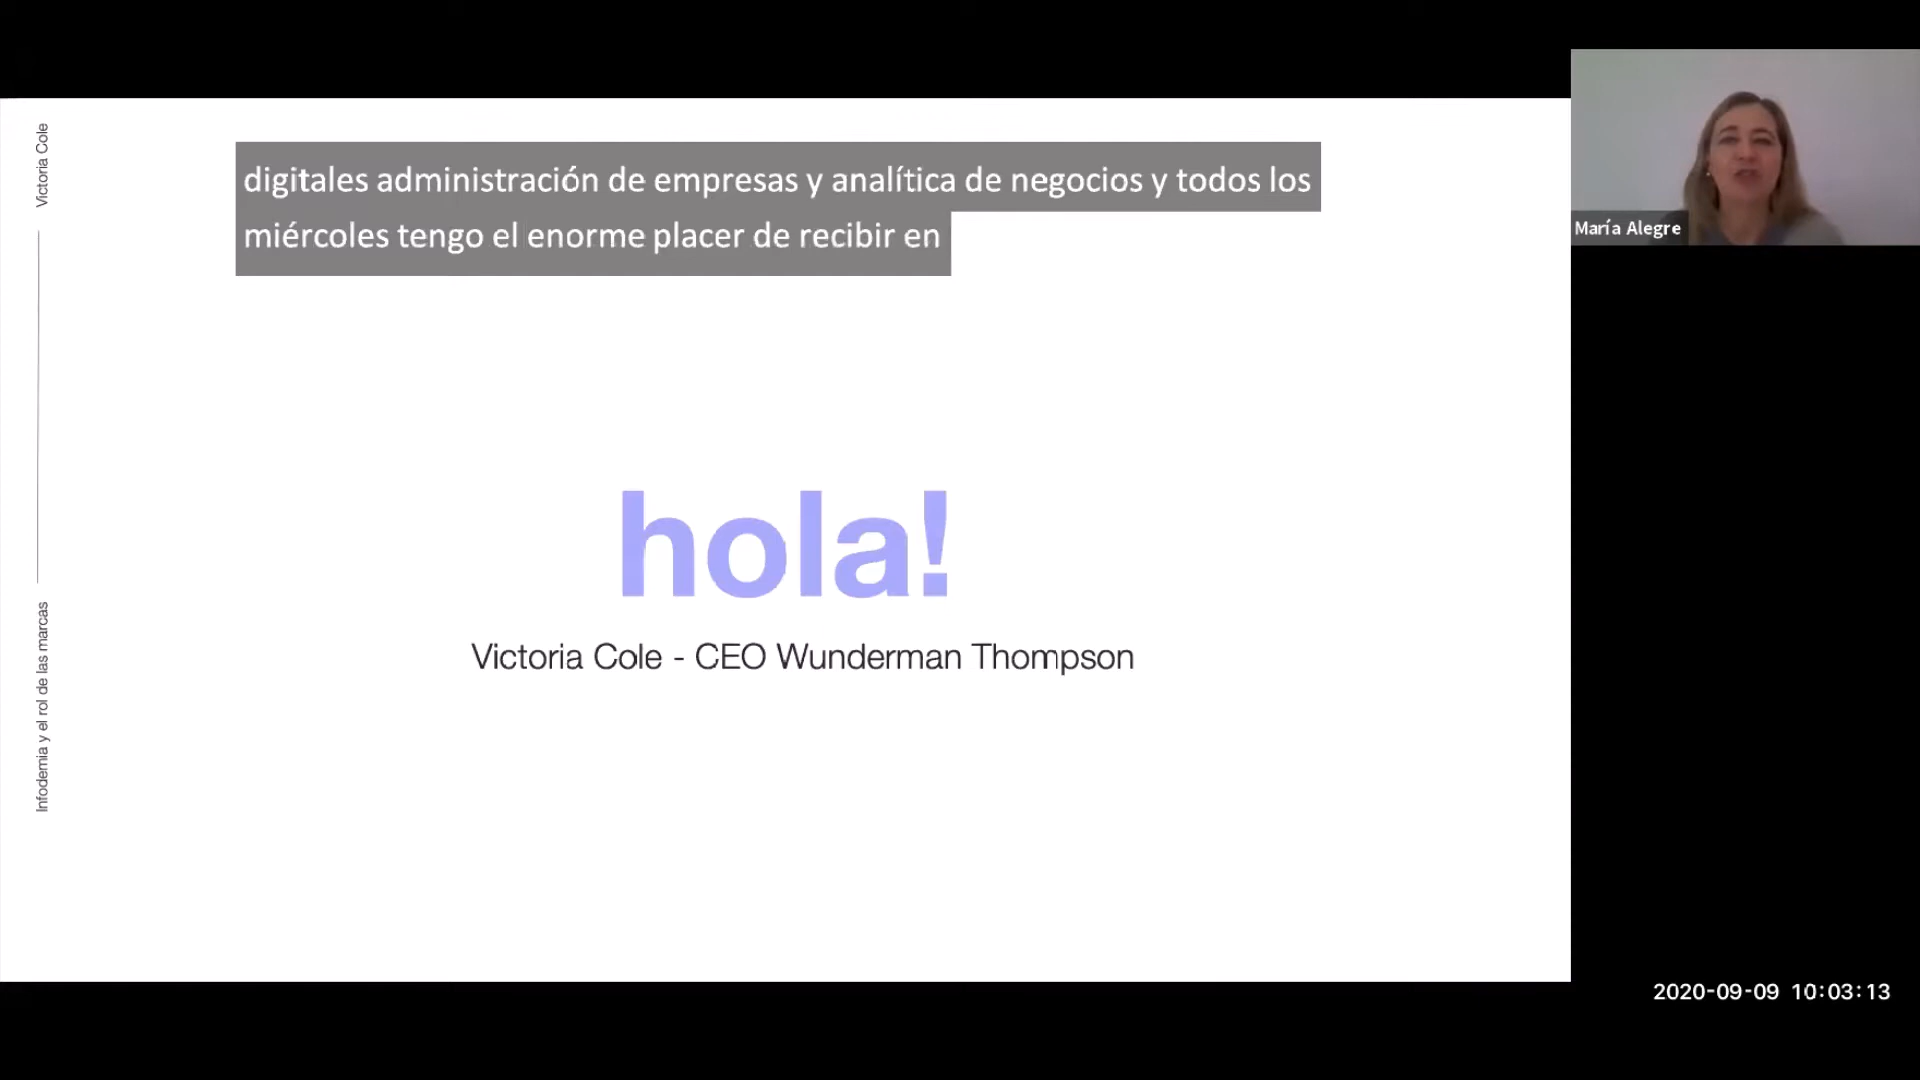 Victoria Cole
Infodemia y el rol de las marcas
digitales administración de empresas y analítica de negocios y todos los
miércoles tengo el enorme placer de recibir en
hola!
Victoria Cole - CEO Wunderman Thompson
María Alegre
2020-09-09 10:03:13